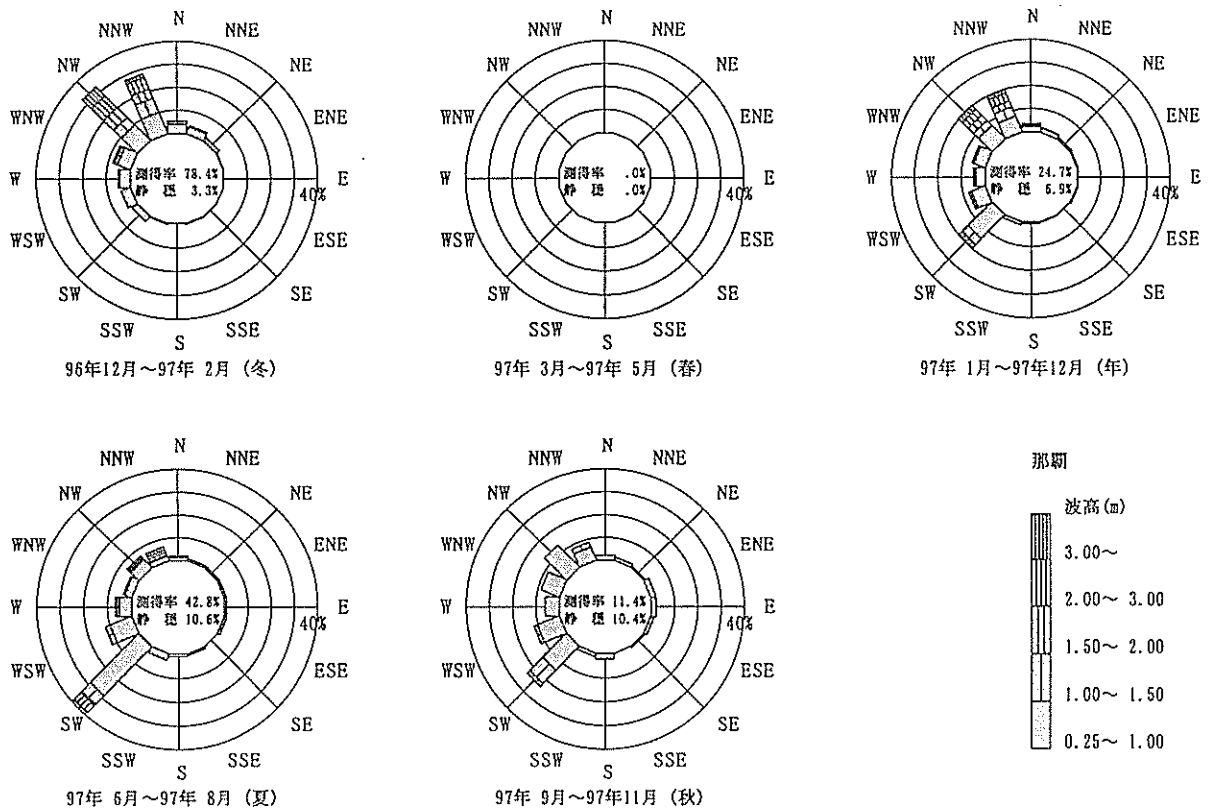 N
NNW NNE
NW NE
WNW ENE
W 測得率 78.4% E
静 穏 3.3% 40%
WSW ESE
SW SE
SSW SSE
S
96年12月～97年 2月 (冬)
N
NNW NNE
NW NE
WNW ENE
W 測得率 .0% E
静 穏 .0% 40%
WSW ESE
SW SE
SSW SSE
S
97年 3月～97年 5月 (春)
N
NNW NNE
NW NE
WNW ENE
W 測得率 24.7% E
静 穏 6.9% 40%
WSW ESE
SW SE
SSW SSE
S
97年 1月～97年12月 (年)
N
NNW NNE
NW NE
WNW ENE
W 測得率 42.8% E
静 穏 10.6% 40%
WSW ESE
SW SE
SSW SSE
S
97年 6月～97年 8月 (夏)
N
NNW NNE
NW NE
WNW ENE
W 測得率 11.4% E
静 穏 10.4% 40%
WSW ESE
SW SE
SSW SSE
S
97年 9月～97年11月 (秋)
那覇
波高(m)
3.00～
2.00～ 3.00
1.50～ 2.00
1.00～ 1.50
0.25～ 1.00